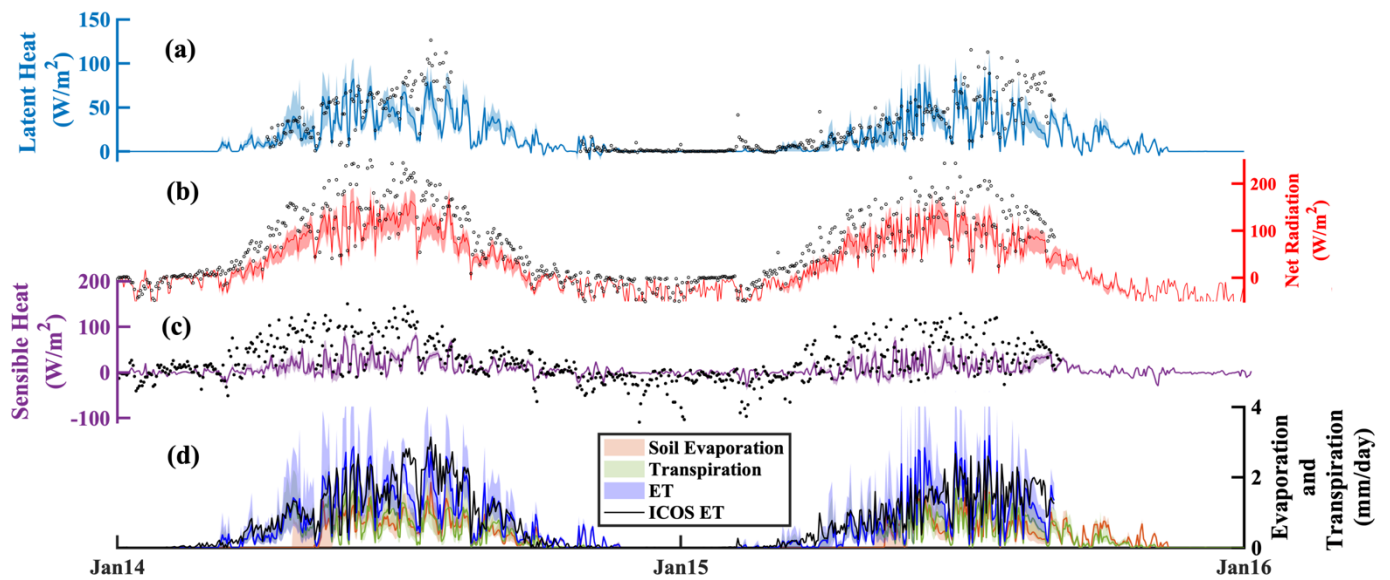 (a)
Latent Heat
(W/m²)
150
100
50
0
(b)
Net Radiation
(W/m²)
200
100
0
(c)
Sensible Heat
(W/m²)
200
100
0
-100
(d)
Soil Evaporation
Transpiration
ET
ICOS ET
4
2
0
Evaporation
and
Transpiration
(mm/day)
Jan14
Jan15
Jan16